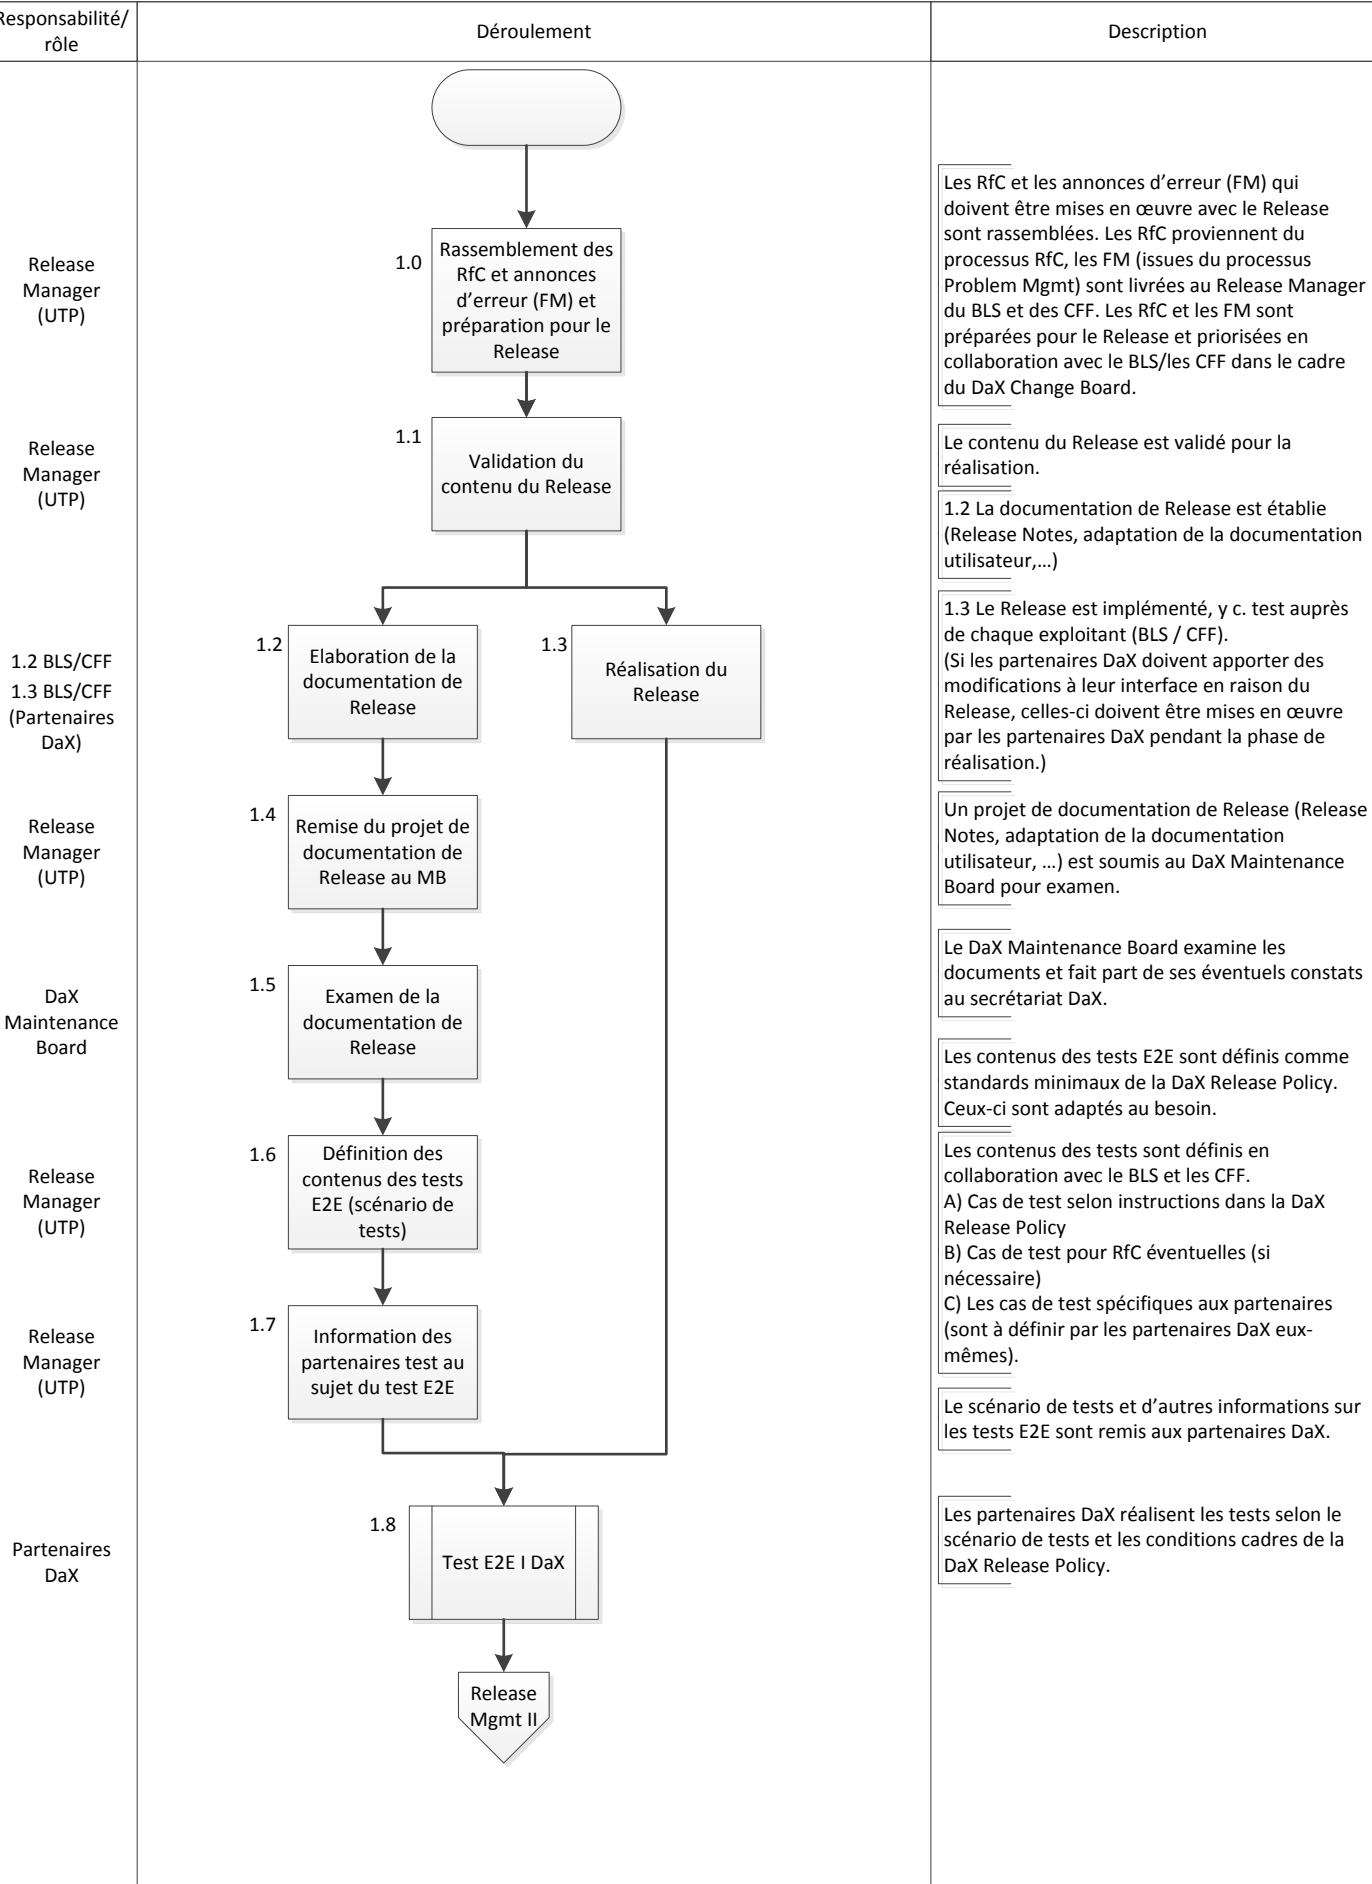 Responsabilité/
rôle
Déroulement
Description
Release
Manager
(UTP)
1.0
Rassemblement des
RfC et annonces
d’erreur (FM) et
préparation pour le
Release
Les RfC et les annonces d’erreur (FM) qui
doivent être mises en œuvre avec le Release
sont rassemblées. Les RfC proviennent du
processus RfC, les FM (issues du processus
Problem Mgmt) sont livrées au Release Manager
du BLS et des CFF. Les RfC et les FM sont
préparées pour le Release et priorisées en
collaboration avec le BLS/les CFF dans le cadre
du DaX Change Board.
Release
Manager
(UTP)
1.1
Validation du
contenu du Release
Le contenu du Release est validé pour la
réalisation.
1.2 La documentation de Release est établie
(Release Notes, adaptation de la documentation
utilisateur,…)
1.2 BLS/CFF
1.3 BLS/CFF
(Partenaires
DaX)
1.2
Elaboration de la
documentation de
Release
1.3
Réalisation du
Release
1.3 Le Release est implémenté, y c. test auprès
de chaque exploitant (BLS / CFF).
(Si les partenaires DaX doivent apporter des
modifications à leur interface en raison du
Release, celles-ci doivent être mises en œuvre
par les partenaires DaX pendant la phase de
réalisation.)
Release
Manager
(UTP)
1.4
Remise du projet de
documentation de
Release au MB
Un projet de documentation de Release (Release
Notes, adaptation de la documentation
utilisateur, …) est soumis au DaX Maintenance
Board pour examen.
DaX
Maintenance
Board
1.5
Examen de la
documentation de
Release
Le DaX Maintenance Board examine les
documents et fait part de ses éventuels constats
au secrétariat DaX.
Les contenus des tests E2E sont définis comme
standards minimaux de la DaX Release Policy.
Ceux-ci sont adaptés au besoin.
Release
Manager
(UTP)
1.6
Définition des
contenus des tests
E2E (scénario de
tests)
Les contenus des tests sont définis en
collaboration avec le BLS et les CFF.
A) Cas de test selon instructions dans la DaX
Release Policy
B) Cas de test pour RfC éventuelles (si
nécessaire)
C) Les cas de test spécifiques aux partenaires
(sont à définir par les partenaires DaX eux-
mêmes).
Release
Manager
(UTP)
1.7
Information des
partenaires test au
sujet du test E2E
Le scénario de tests et d’autres informations sur
les tests E2E sont remis aux partenaires DaX.
Partenaires
DaX
1.8
Test E2E I DaX
Les partenaires DaX réalisent les tests selon le
scénario de tests et les conditions cadres de la
DaX Release Policy.
Release
Mgmt II